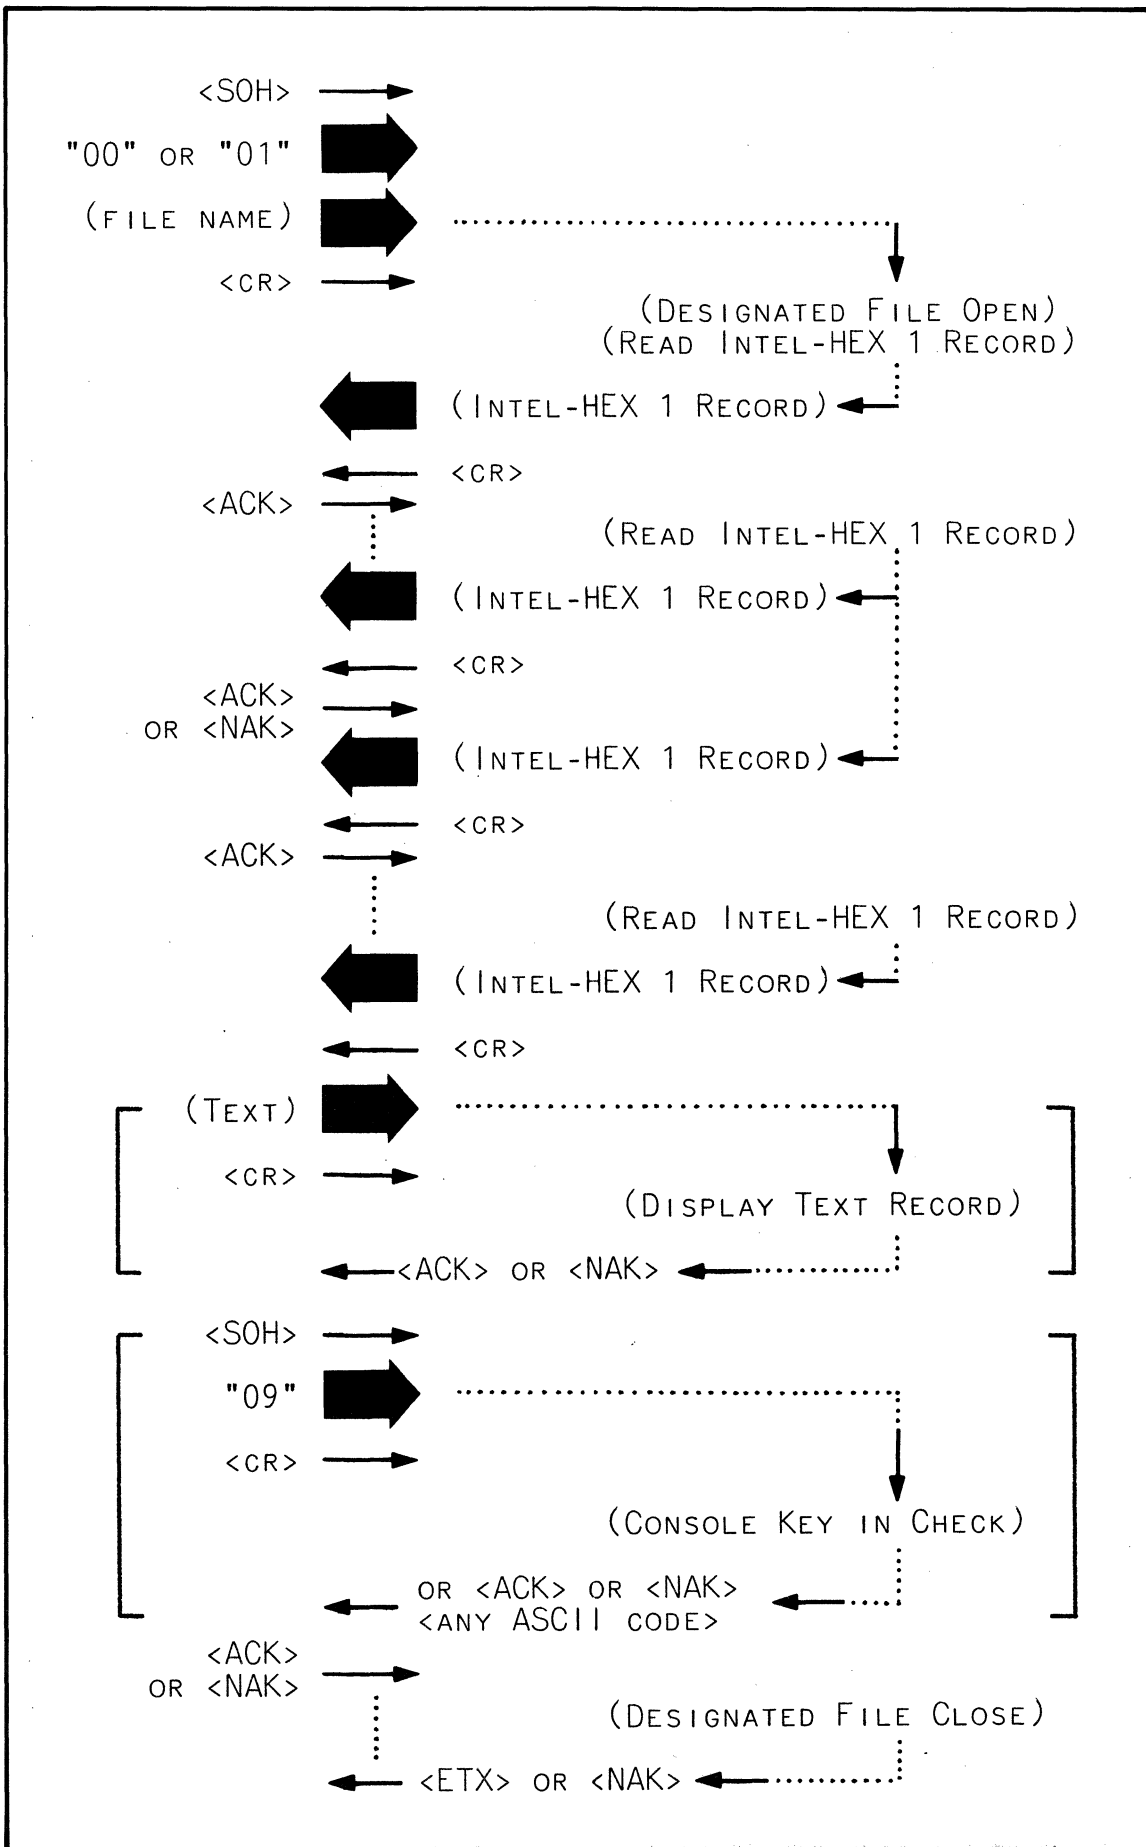 <SOH>
"00" OR "01"
(FILE NAME)
<CR>
(DESIGNATED FILE OPEN)
(READ INTEL-HEX 1 RECORD)
(INTEL-HEX 1 RECORD)
<CR>
<ACK>
(READ INTEL-HEX 1 RECORD)
(INTEL-HEX 1 RECORD)
<CR>
<ACK>
OR <NAK>
(INTEL-HEX 1 RECORD)
<CR>
<ACK>
(READ INTEL-HEX 1 RECORD)
(INTEL-HEX 1 RECORD)
<CR>
(TEXT)
<CR>
(DISPLAY TEXT RECORD)
<ACK> OR <NAK>
<SOH>
"09"
<CR>
(CONSOLE KEY IN CHECK)
OR <ACK> OR <NAK>
<ANY ASCII CODE>
<ACK>
OR <NAK>
(DESIGNATED FILE CLOSE)
<ETX> OR <NAK>